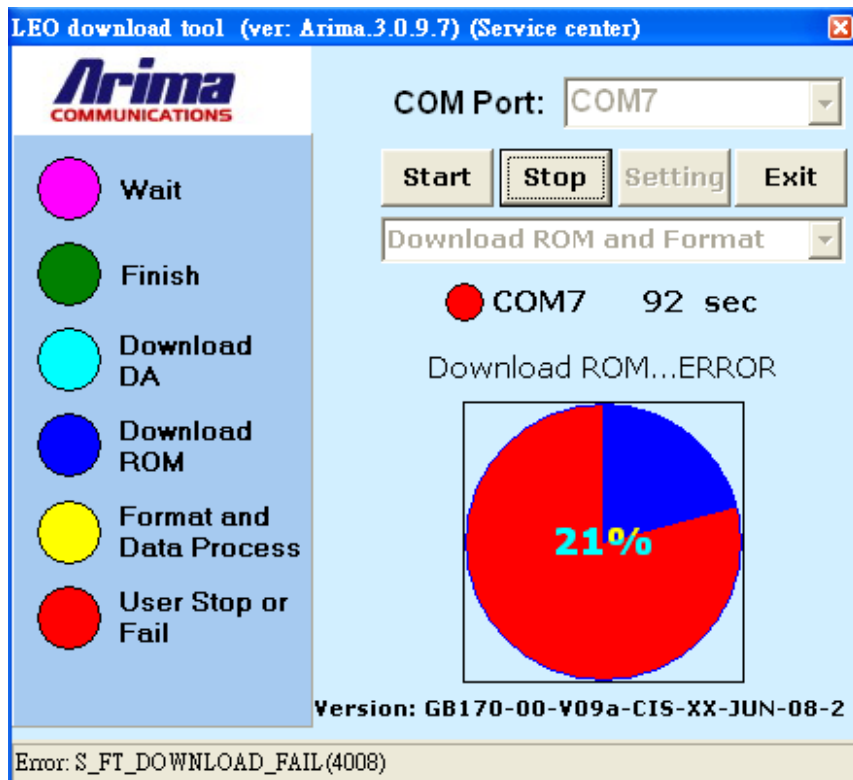 LEO download tool (ver: Arima.3.0.9.7) (Service center)
Arima
COMMUNICATIONS
COM Port: COM7
Start Stop Setting Exit
Download ROM and Format
COM7 92 sec
Download ROM...ERROR
21%
Wait
Finish
Download
DA
Download
ROM
Format and
Data Process
User Stop or
Fail
Version: GB170-00-V09a-CIS-XX-JUN-08-2
Error: S_FT_DOWNLOAD_FAIL(4008)